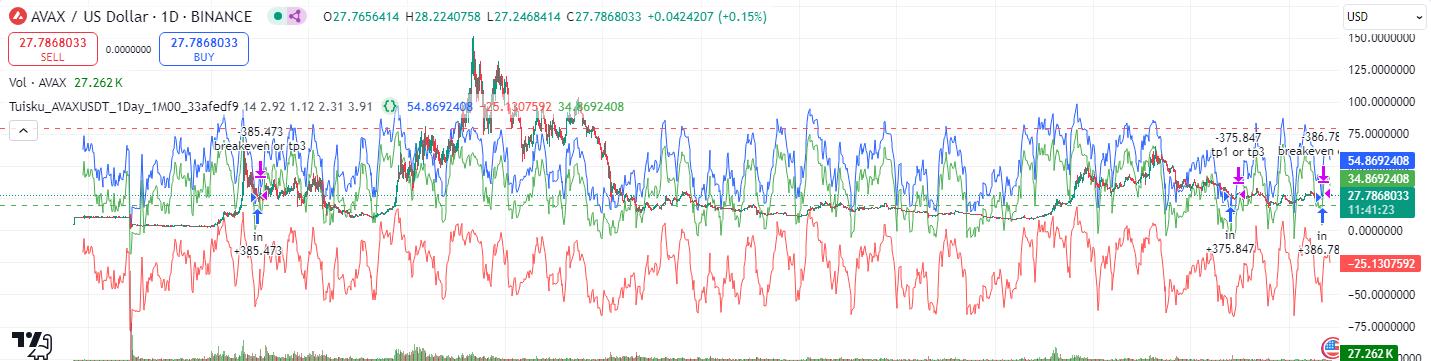 AVAX / US Dollar · 1D · BINANCE O27.7656414 H28.2240758 L27.2468414 C27.7868033 +0.0424207 (+0.15%)
USD
27.7868033 0.0000000 27.7868033
SELL BUY
Vol · AVAX 27.262 K
Tuisku_AVAXUSDT_1Day_1M00_33afedf9 14 2.92 1.12 2.31 3.91 {} 54.8692408 −25.1307592 34.8692408
150.0000000
125.0000000
100.0000000
75.0000000
-385.473
breakeven or tp3
-375.847
tp1 or tp3
-386.78
breakeven
54.8692408
34.8692408
27.7868033
11:41:23
0.0000000
in
+385.473
in
+375.847
in
+386.78
−25.1307592
−50.0000000
−75.0000000
27.262 K